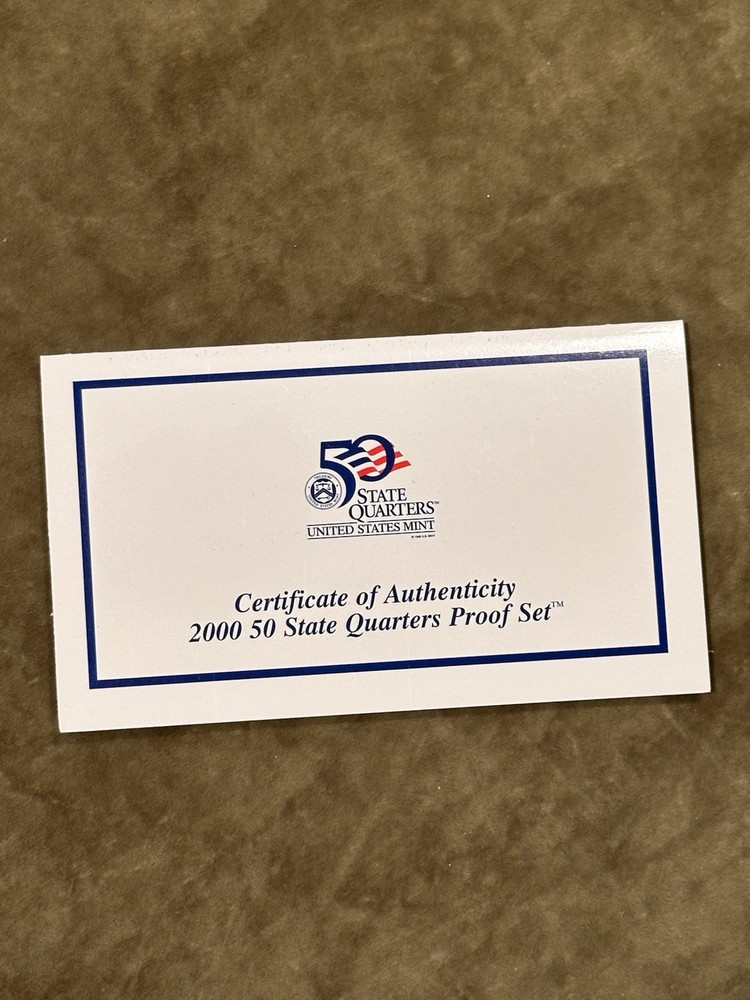 50
STATE
QUARTERS™
UNITED STATES MINT
Certificate of Authenticity
2000 50 State Quarters Proof Set™